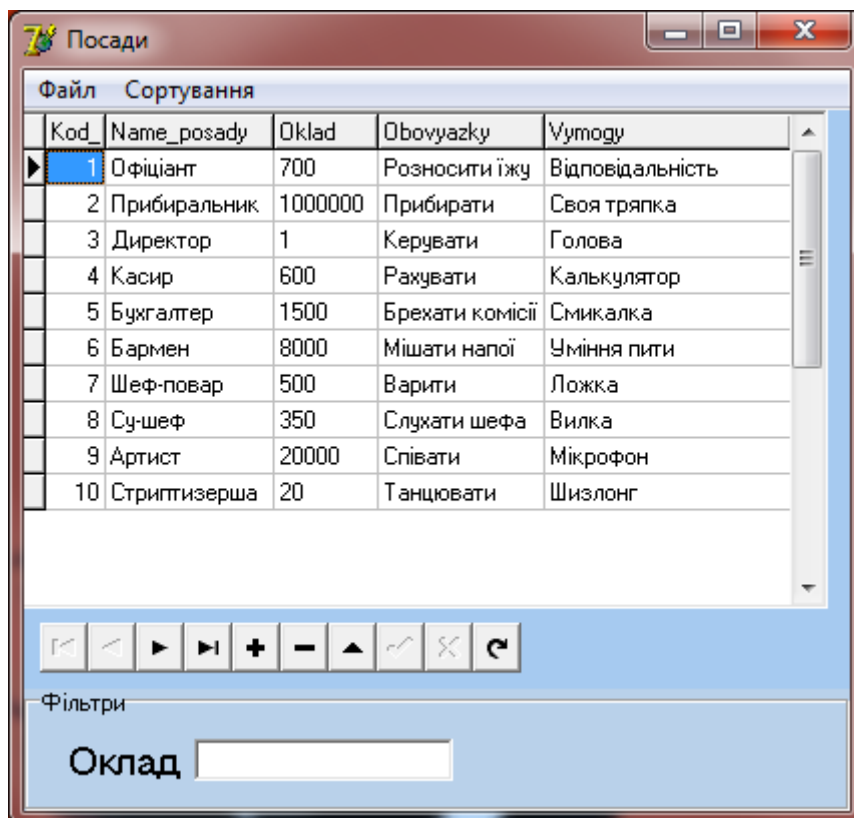 Посади
Файл Сортування
Kod_ Name_posady Oklad Obovyazky Vymogy
1 Офіціант 700 Розносити їжу Відповідальність
2 Прибиральник 1000000 Прибирати Своя тряпка
3 Директор 1 Керувати Голова
4 Касир 600 Рахувати Калькулятор
5 Бухгалтер 1500 Брехати комісії Смикалка
6 Бармен 8000 Мішати напої Уміння пити
7 Шеф-повар 500 Варити Ложка
8 Су-шеф 350 Слухати шефа Вилка
9 Артист 20000 Співати Мікрофон
10 Стриптизерша 20 Танцювати Шизлонг
Фільтри
Оклад